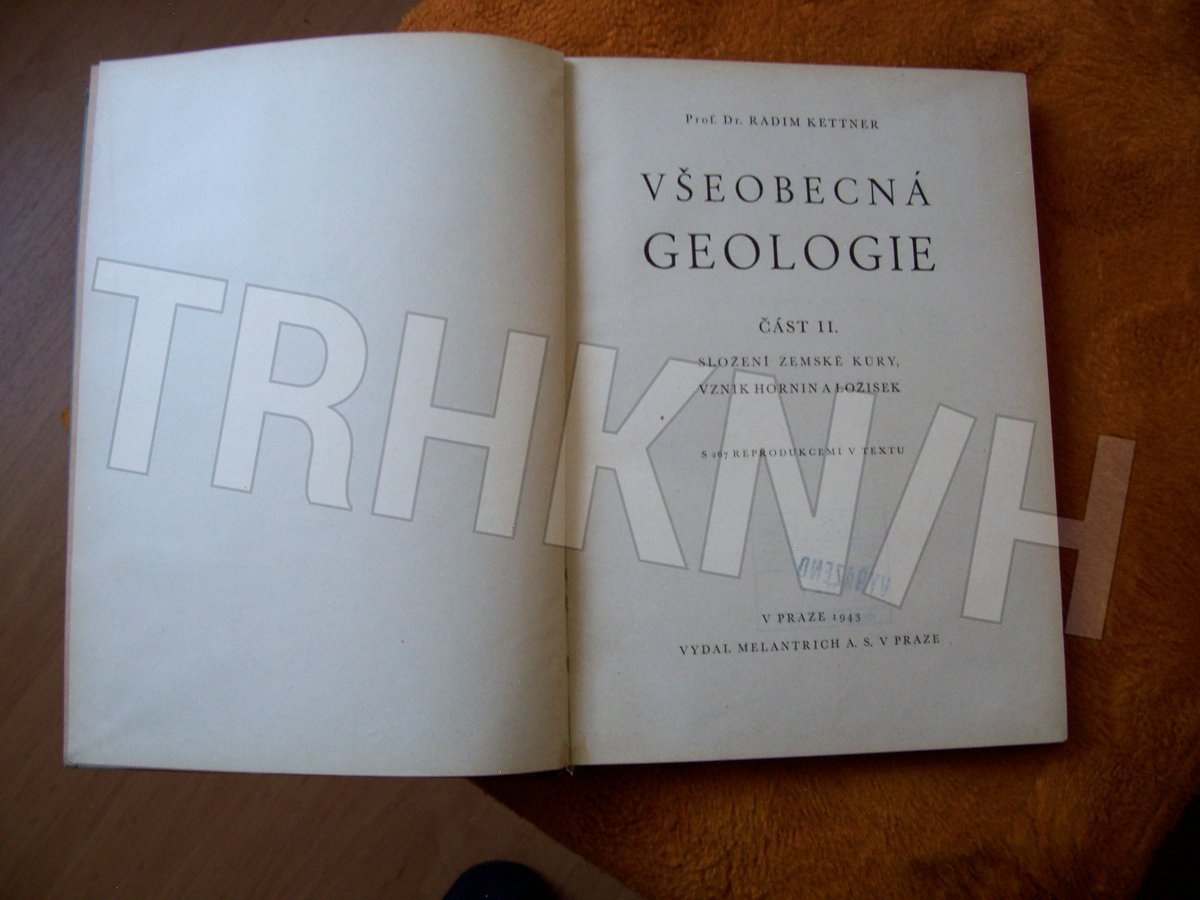 Prof. Dr. RADIM KETTNER
VŠEOBECNÁ
GEOLOGIE
ČÁST II.
SLOŽENÍ ZEMSKÉ KŮRY,
VZNIK HORNIN A LOŽISEK
S 267 REPRODUKCEMI V TEXTU
VYŘAZENO
V PRAZE 1943
VYDAL MELANTRICH A. S. V PRAZE
TRHKNIH